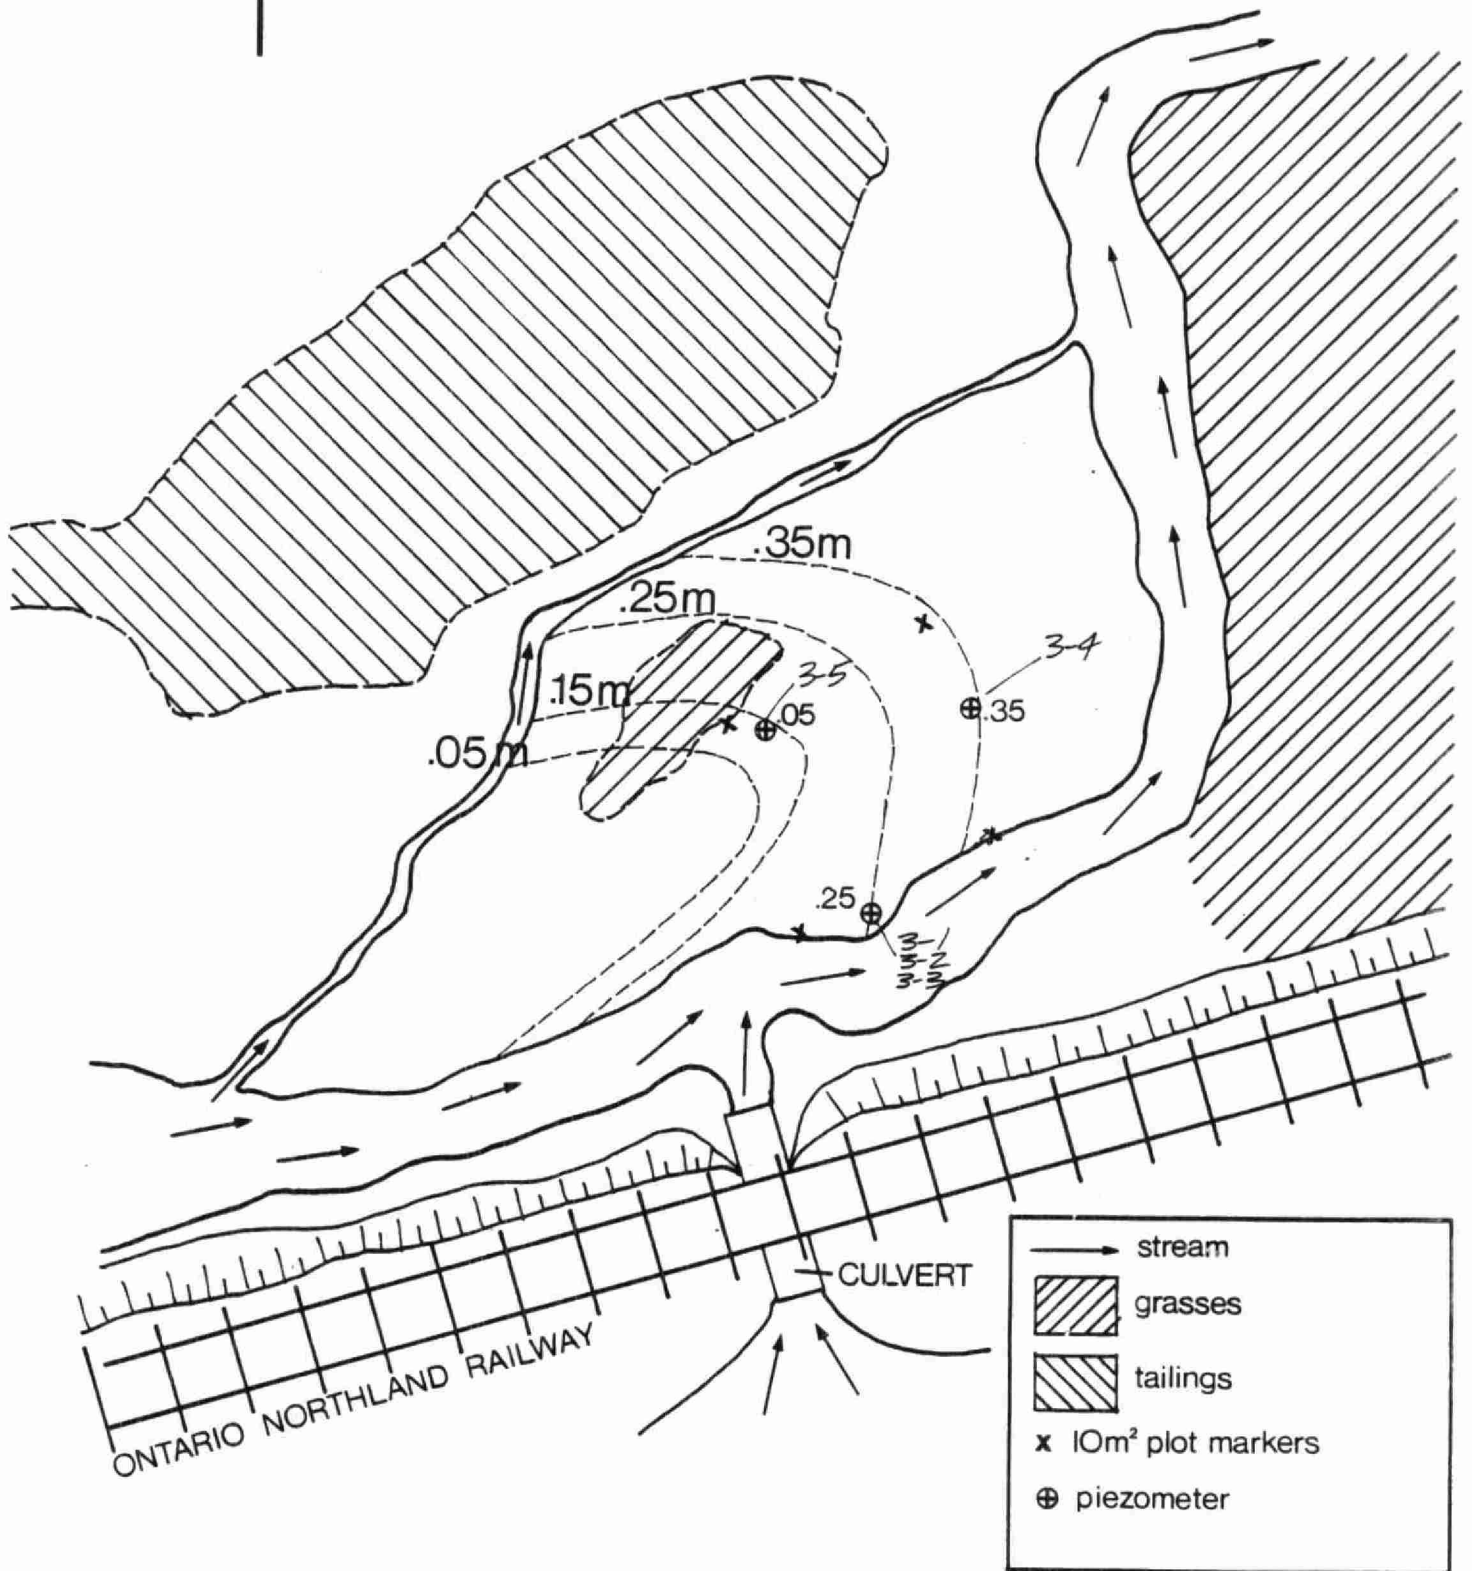 .35m
.25m
3-4
3-5
.15m
.05
.35
.05m
.25
3-1
3-2
3-3
CULVERT
ONTARIO NORTHLAND RAILWAY
stream
grasses
tailings
x 10m² plot markers
piezometer